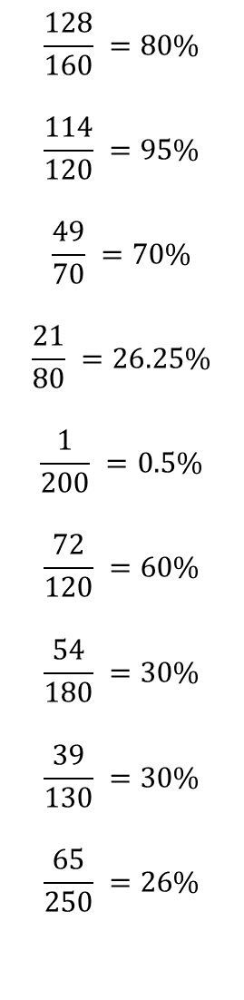 128/160 = 80%
114/120 = 95%
49/70 = 70%
21/80 = 26.25%
1/200 = 0.5%
72/120 = 60%
54/180 = 30%
39/130 = 30%
65/250 = 26%